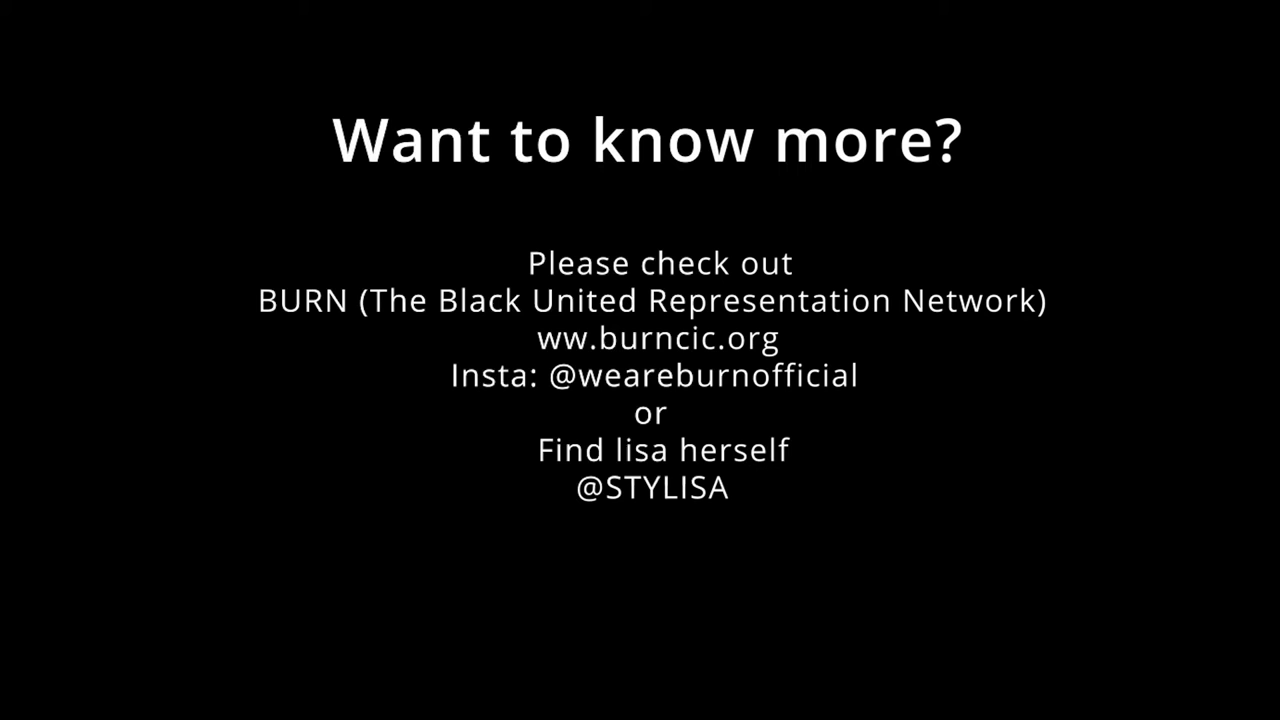 Want to know more?
Please check out
BURN (The Black United Representation Network)
ww.burncic.org
Insta: @weareburnofficial
or
Find lisa herself
@STYLISA